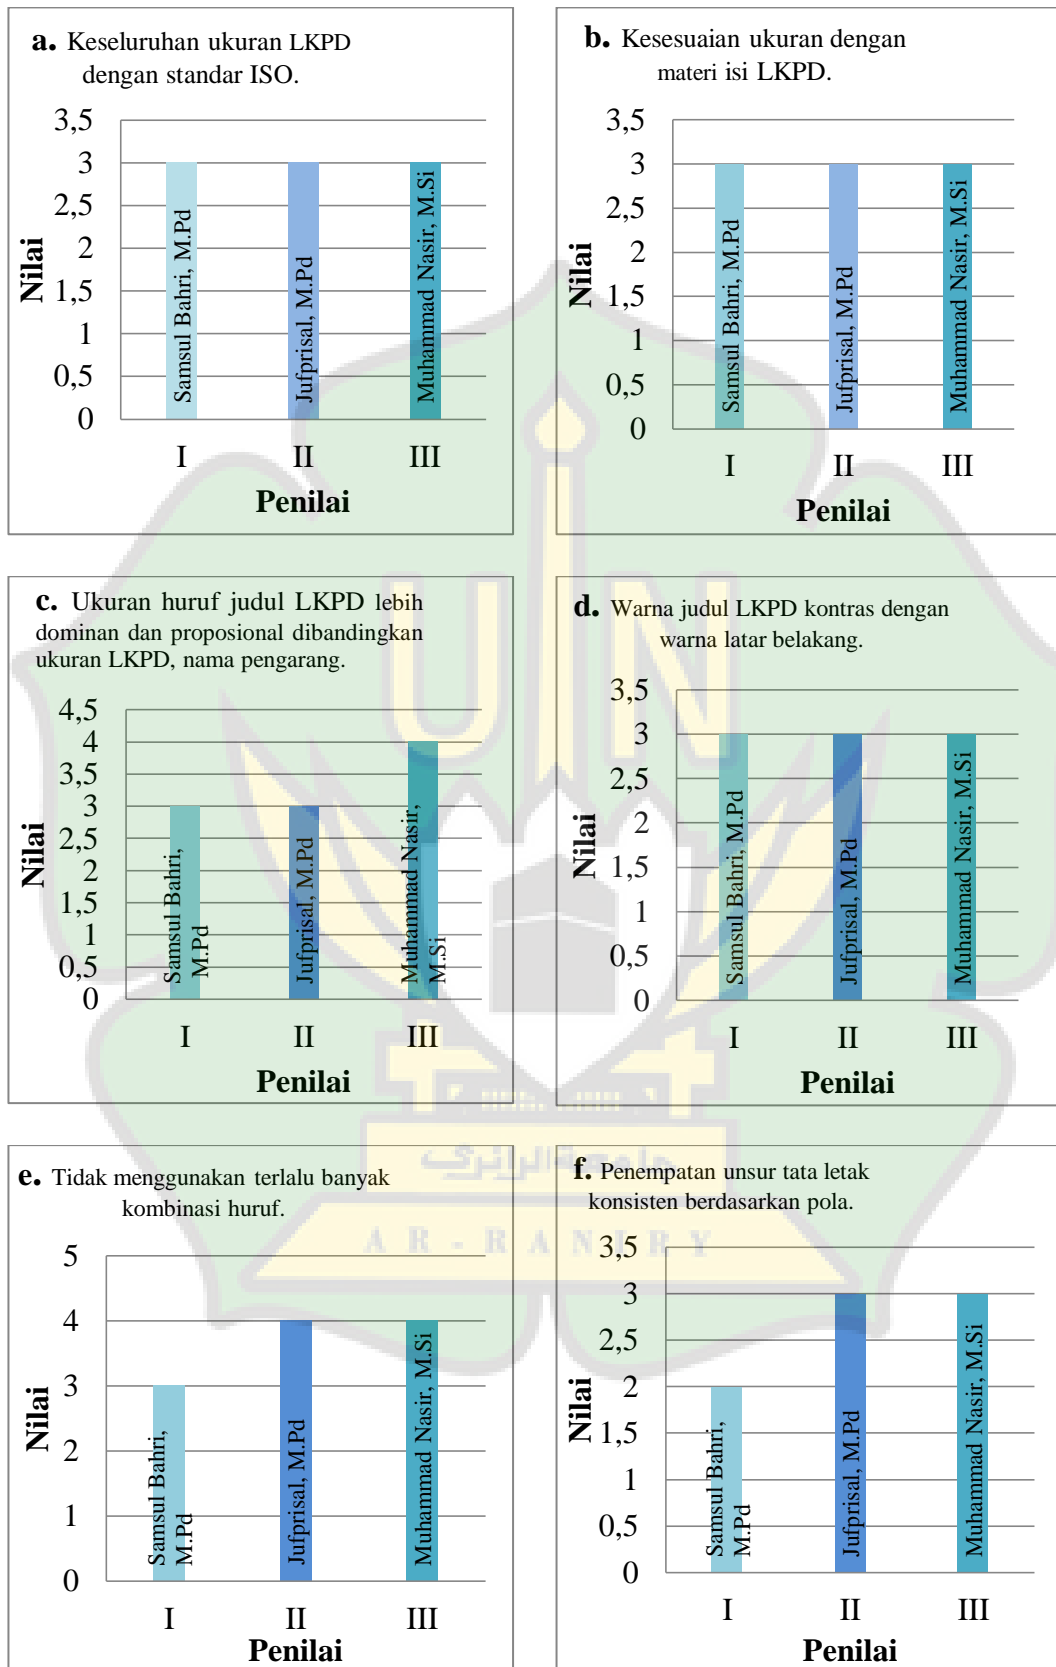 a. Keseluruhan ukuran LKPD
dengan standar ISO.
3,5
3
2,5
2
1,5
1
0,5
0
Nilai
Samsul Bahri, M.Pd
Jufprisal, M.Pd
Muhammad Nasir, M.Si
I II III
Penilai
b. Kesesuaian ukuran dengan
materi isi LKPD.
3,5
3
2,5
2
1,5
1
0,5
0
Nilai
Samsul Bahri, M.Pd
Jufprisal, M.Pd
Muhammad Nasir, M.Si
I II III
Penilai
c. Ukuran huruf judul LKPD lebih
dominan dan proposional dibandingkan
ukuran LKPD, nama pengarang.
4,5
4
3,5
3
2,5
2
1,5
1
0,5
0
Nilai
Samsul Bahri,
M.Pd
Jufprisal, M.Pd
Muhammad Nasir,
M.Si
I II III
Penilai
d. Warna judul LKPD kontras dengan
warna latar belakang.
3,5
3
2,5
2
1,5
1
0,5
0
Nilai
Samsul Bahri, M.Pd
Jufprisal, M.Pd
Muhammad Nasir, M.Si
I II III
Penilai
e. Tidak menggunakan terlalu banyak
kombinasi huruf.
5
4
3
2
1
0
Nilai
Samsul Bahri,
M.Pd
Jufprisal, M.Pd
Muhammad Nasir, M.Si
I II III
Penilai
f. Penempatan unsur tata letak
konsisten berdasarkan pola.
3,5
3
2,5
2
1,5
1
0,5
0
Nilai
Samsul Bahri,
M.Pd
Jufprisal, M.Pd
Muhammad Nasir, M.Si
I II III
Penilai
UIN
جامعة الرانري
AR-RANIRY